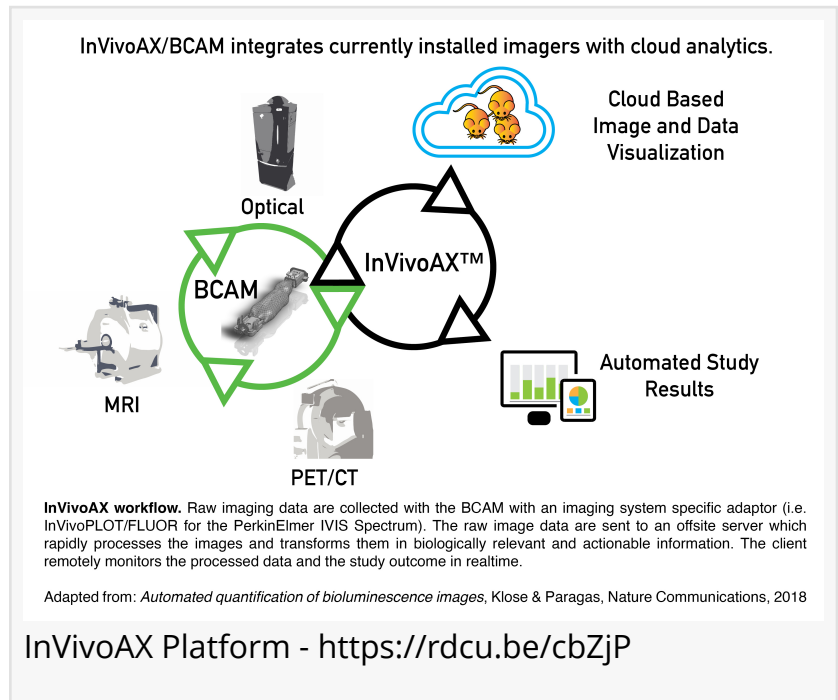 InVivoAX/BCAM integrates currently installed imagers with cloud analytics.
Cloud Based
Image and Data
Visualization
Optical
InVivoAX™
BCAM
Automated Study
Results
MRI
PET/CT
InVivoAX workflow. Raw imaging data are collected with the BCAM with an imaging system specific adaptor (i.e.
InVivoPLOT/FLUOR for the PerkinElmer IVIS Spectrum). The raw image data are sent to an offsite server which
rapidly processes the images and transforms them in biologically relevant and actionable information. The client
remotely monitors the processed data and the study outcome in realtime.
Adapted from: Automated quantification of bioluminescence images, Klose & Paragas, Nature Communications, 2018
InVivoAX Platform - https://rdcu.be/cbZjP